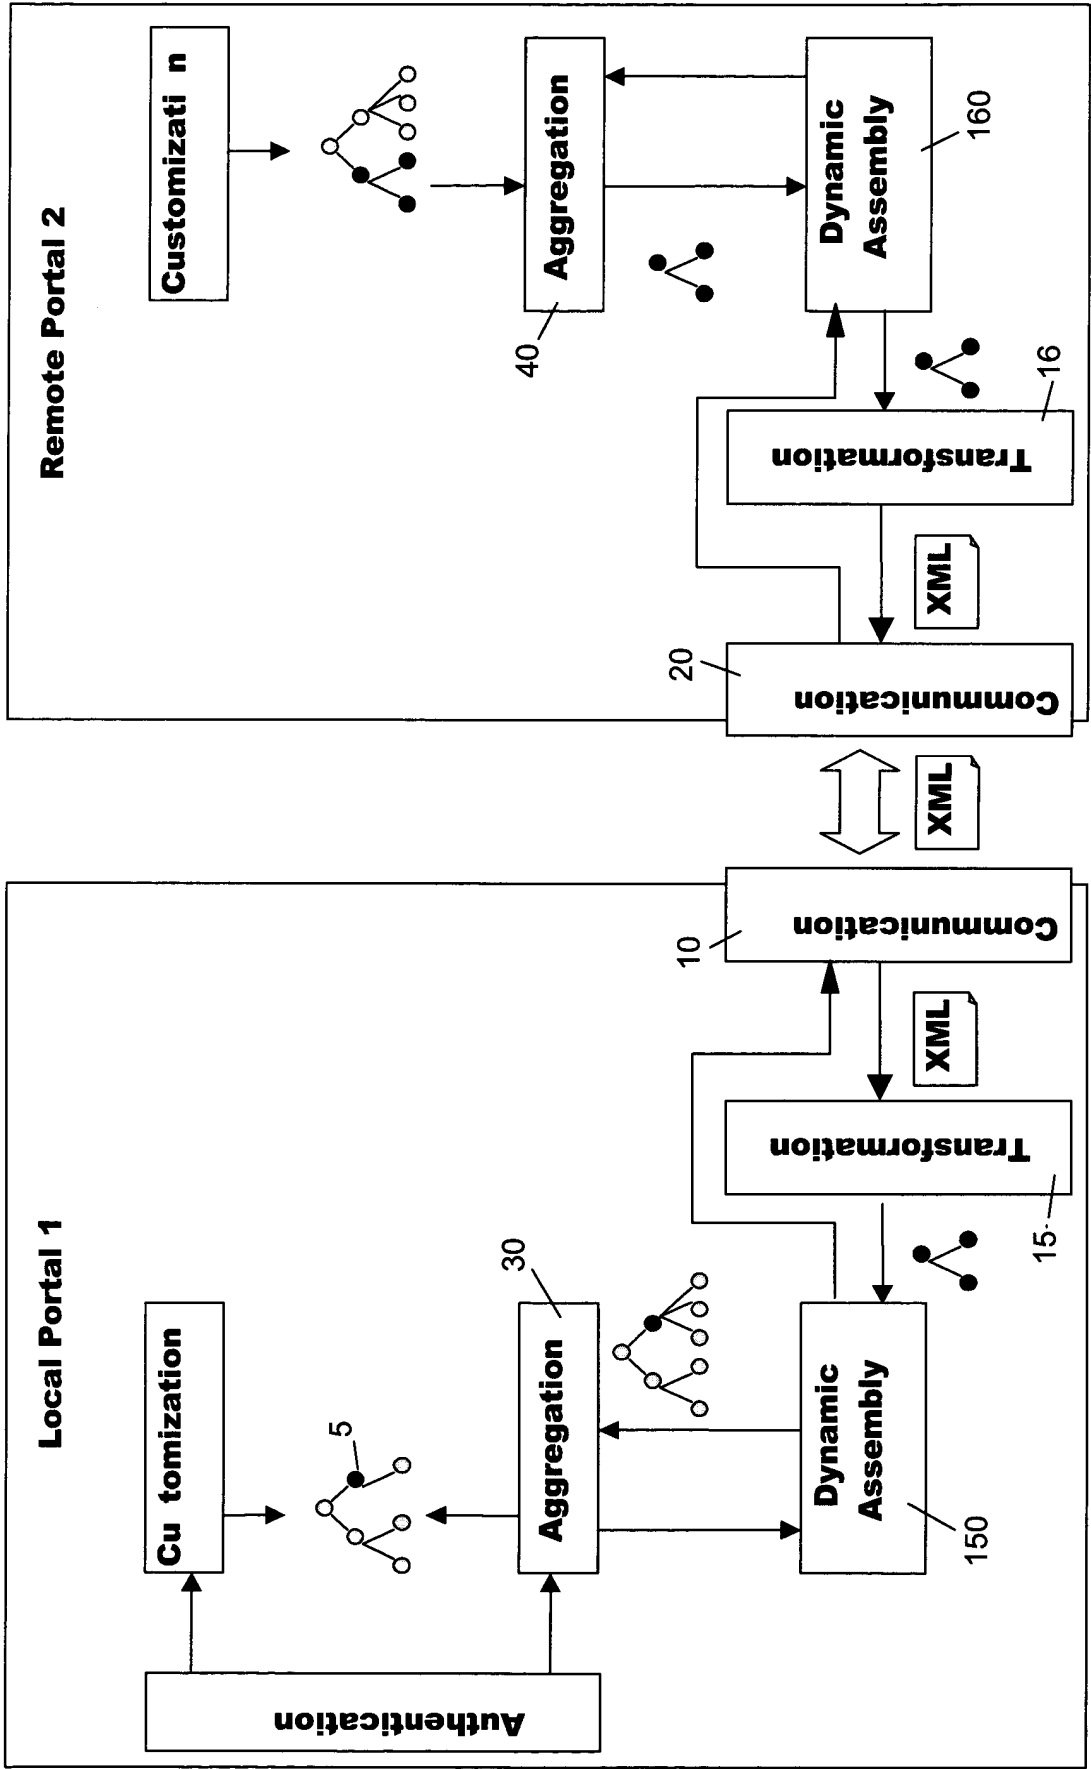 Local Portal 1
Remote Portal 2
Authentication
Cu tomization
5
Aggregation
30
Dynamic
Assembly
150
Transformation
15
XML
Communication
10
XML
Communication
20
XML
Transformation
16
Dynamic
Assembly
160
Aggregation
40
Customizati n